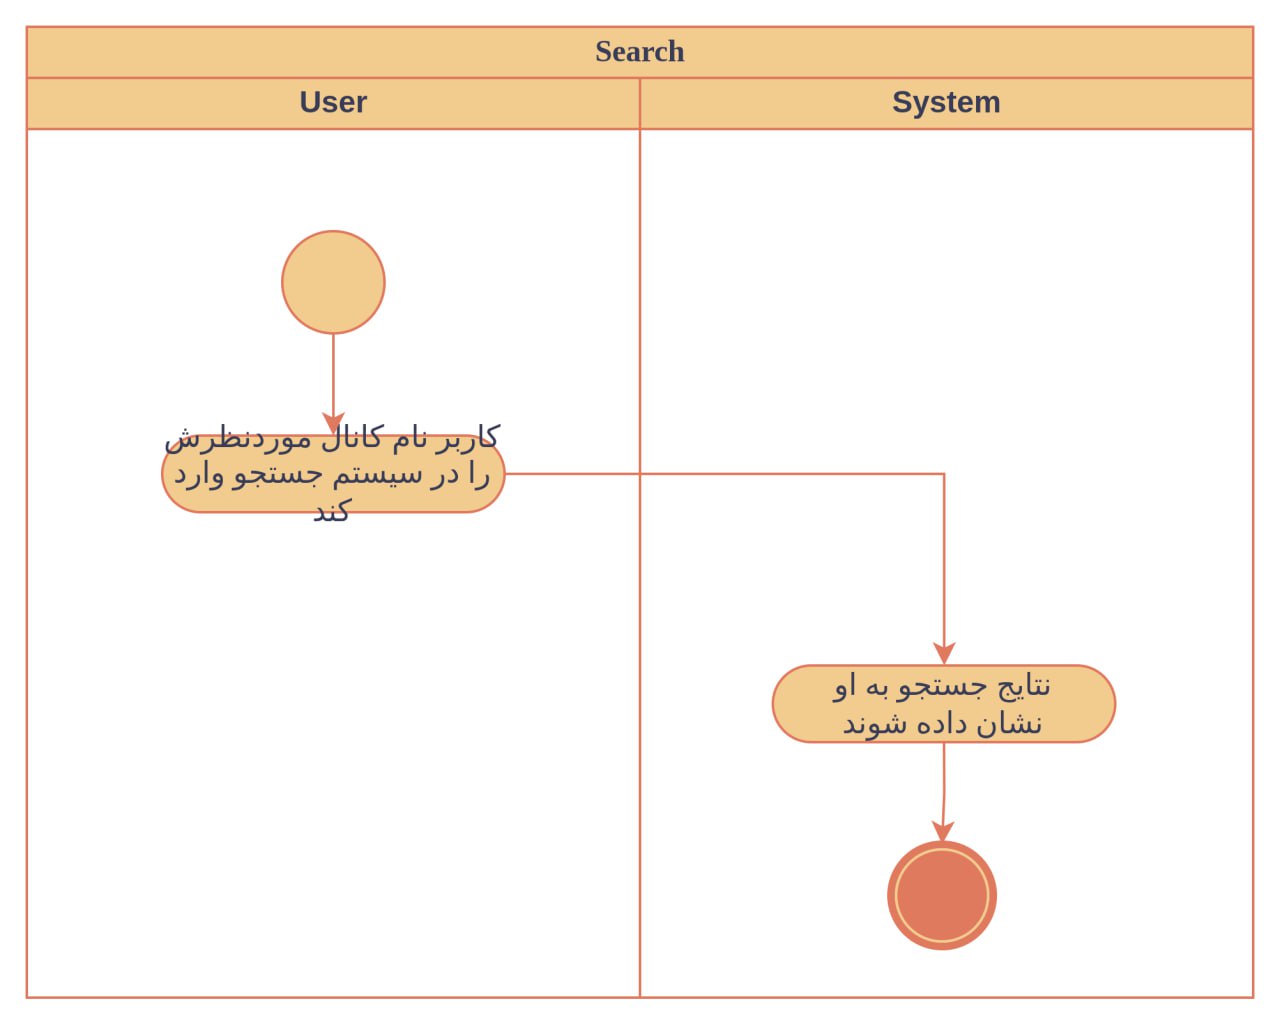 Search
User
System
کاربر نام کانال موردنظرش
را در سیستم جستجو وارد
کند
نتایج جستجو به او
نشان داده شوند